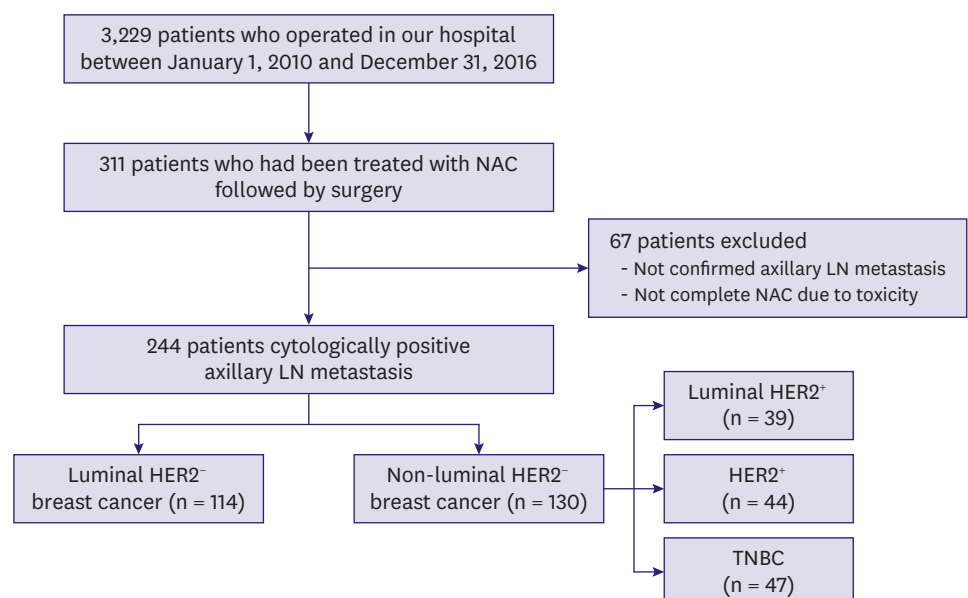 3,229 patients who operated in our hospital
between January 1, 2010 and December 31, 2016
311 patients who had been treated with NAC
followed by surgery
67 patients excluded
- Not confirmed axillary LN metastasis
- Not complete NAC due to toxicity
244 patients cytologically positive
axillary LN metastasis
Luminal HER2⁻
breast cancer (n = 114)
Non-luminal HER2⁻
breast cancer (n = 130)
Luminal HER2⁺
(n = 39)
HER2⁺
(n = 44)
TNBC
(n = 47)